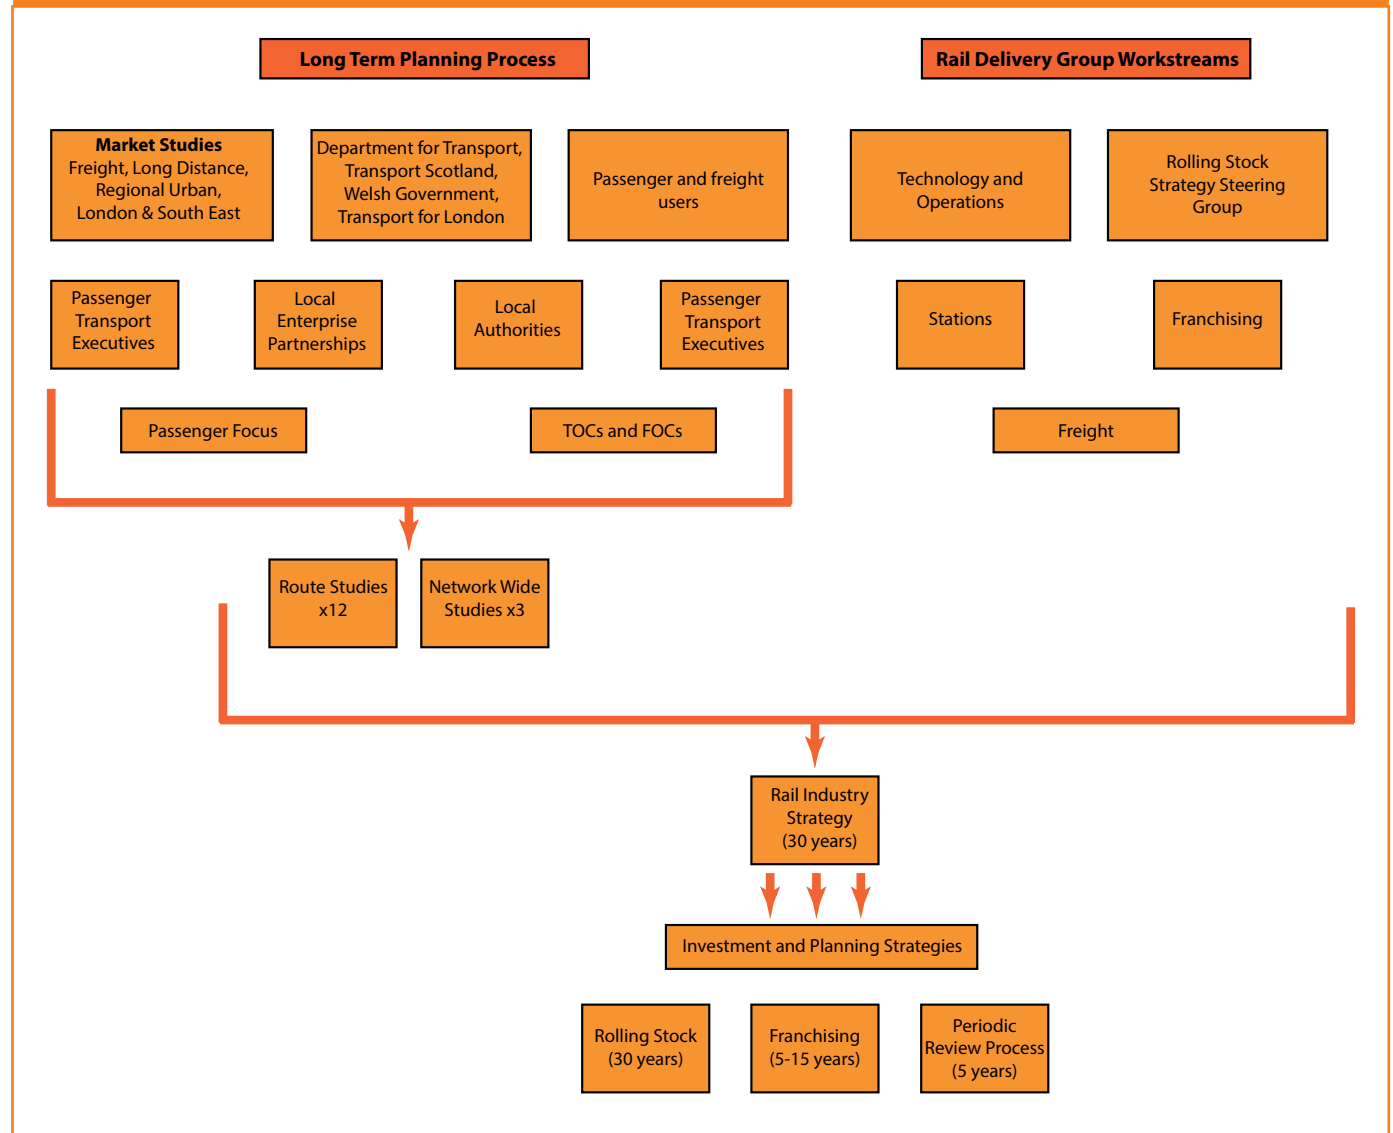 Long Term Planning Process
Rail Delivery Group Workstreams
Market Studies
Freight, Long Distance,
Regional Urban,
London & South East
Department for Transport,
Transport Scotland,
Welsh Government,
Transport for London
Passenger and freight
users
Technology and
Operations
Rolling Stock
Strategy Steering
Group
Passenger
Transport
Executives
Local
Enterprise
Partnerships
Local
Authorities
Passenger
Transport
Executives
Stations
Franchising
Passenger Focus
TOCs and FOCs
Freight
Route Studies
x12
Network Wide
Studies x3
Rail Industry
Strategy
(30 years)
Investment and Planning Strategies
Rolling Stock
(30 years)
Franchising
(5-15 years)
Periodic
Review Process
(5 years)